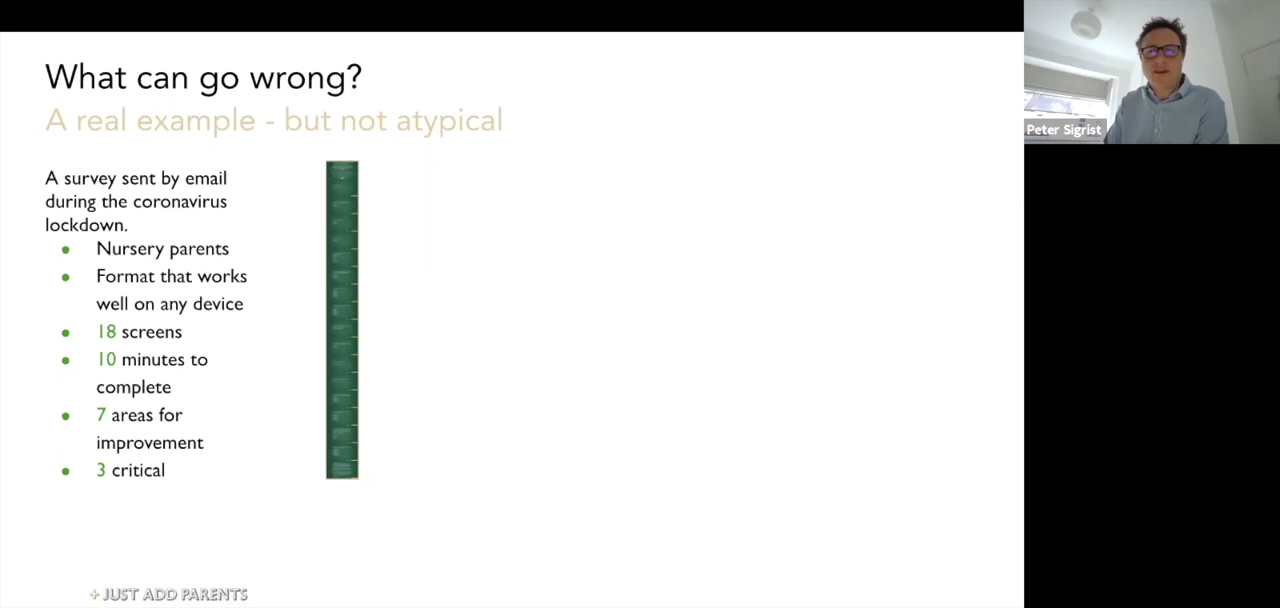 What can go wrong?
A real example - but not atypical
A survey sent by email
during the coronavirus
lockdown.
● Nursery parents
● Format that works
well on any device
● 18 screens
● 10 minutes to
complete
● 7 areas for
improvement
● 3 critical
+ JUST ADD PARENTS
Peter Sigrist